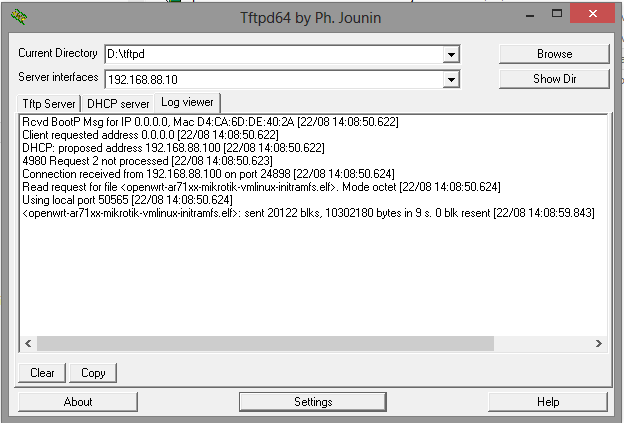 Tftpd64 by Ph. Jounin
Current Directory D:\tftpd Browse
Server interfaces 192.168.88.10 Show Dir
Tftp Server DHCP server Log viewer
Rcvd BootP Msg for IP 0.0.0.0, Mac D4:CA:6D:DE:40:2A [22/08 14:08:50.622]
Client requested address 0.0.0.0 [22/08 14:08:50.622]
DHCP: proposed address 192.168.88.100 [22/08 14:08:50.622]
4980 Request 2 not processed [22/08 14:08:50.623]
Connection received from 192.168.88.100 on port 24898 [22/08 14:08:50.624]
Read request for file <openwrt-ar71xx-mikrotik-vmlinux-initramfs.elf>. Mode octet [22/08 14:08:50.624]
Using local port 50565 [22/08 14:08:50.624]
<openwrt-ar71xx-mikrotik-vmlinux-initramfs.elf>: sent 20122 blks, 10302180 bytes in 9 s. 0 blk resent [22/08 14:08:59.843]
Clear Copy
About Settings Help